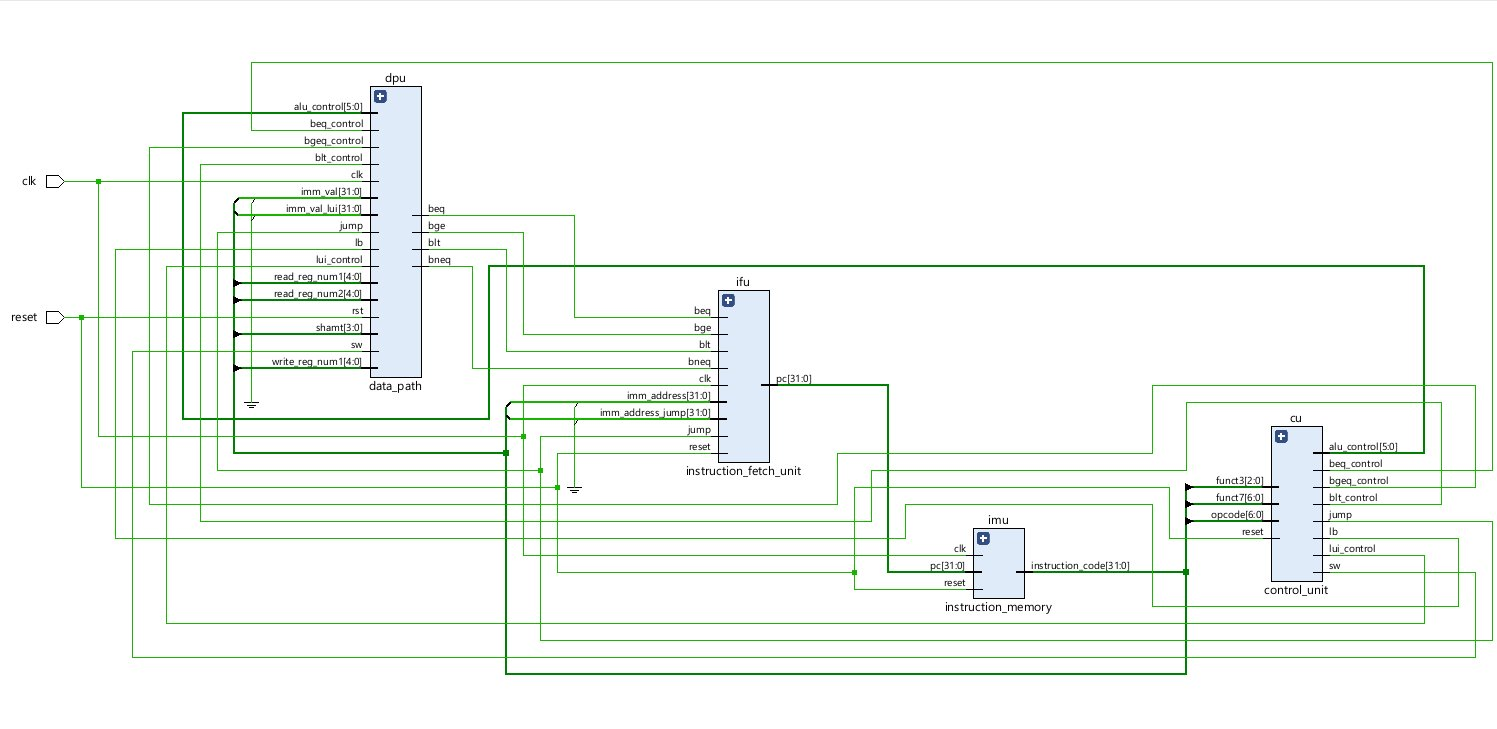 clk
reset
dpu
alu_control[5:0]
beq_control
bgeq_control
blt_control
clk
imm_val[31:0]
imm_val_lui[31:0]
jump
lb
lui_control
read_reg_num1[4:0]
read_reg_num2[4:0]
rst
shamt[3:0]
sw
write_reg_num1[4:0]
beq
bge
blt
bneq
data_path
ifu
beq
bge
blt
bneq
clk
imm_address[31:0]
imm_address_jump[31:0]
jump
reset
pc[31:0]
instruction_fetch_unit
imu
clk
pc[31:0]
reset
instruction_code[31:0]
instruction_memory
cu
funct3[2:0]
funct7[6:0]
opcode[6:0]
reset
alu_control[5:0]
beq_control
bgeq_control
blt_control
jump
lb
lui_control
sw
control_unit